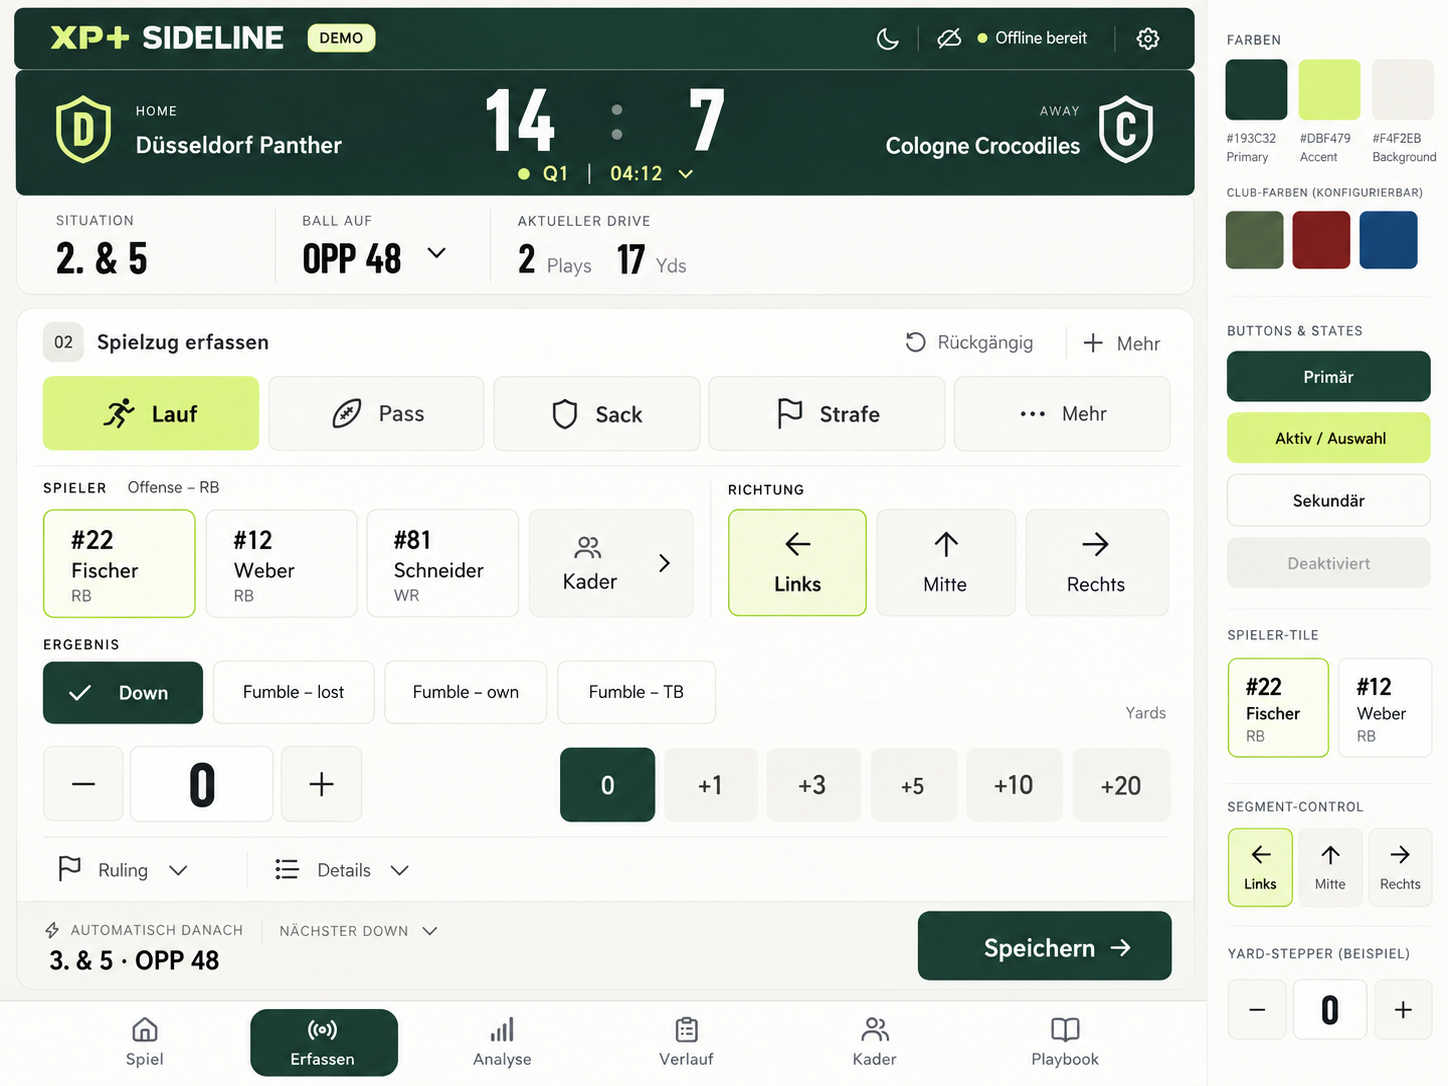 XP+ SIDELINE DEMO
Offline bereit
D
HOME
Düsseldorf Panther
14 : 7
Q1 | 04:12
AWAY
Cologne Crocodiles
C
SITUATION
2. & 5
BALL AUF
OPP 48
AKTUELLER DRIVE
2 Plays 17 Yds
02 Spielzug erfassen
Rückgängig
+ Mehr
Lauf
Pass
Sack
Strafe
Mehr
SPIELER Offense – RB
#22
Fischer
RB
#12
Weber
RB
#81
Schneider
WR
Kader
RICHTUNG
Links
Mitte
Rechts
ERGEBNIS
Down
Fumble – lost
Fumble – own
Fumble – TB
Yards
− 0 +
0 +1 +3 +5 +10 +20
Ruling
Details
AUTOMATISCH DANACH
NÄCHSTER DOWN
3. & 5 · OPP 48
Speichern →
Spiel
Erfassen
Analyse
Verlauf
Kader
Playbook
FARBEN
#193C32
Primary
#DBF479
Accent
#F4F2EB
Background
CLUB-FARBEN (KONFIGURIERBAR)
BUTTONS & STATES
Primär
Aktiv / Auswahl
Sekundär
Deaktiviert
SPIELER-TILE
#22
Fischer
RB
#12
Weber
RB
SEGMENT-CONTROL
Links
Mitte
Rechts
YARD-STEPPER (BEISPIEL)
− 0 +